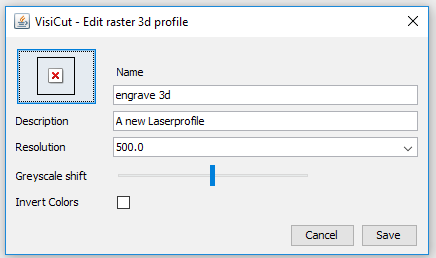 VisiCut - Edit raster 3d profile
Name
engrave 3d
Description
A new Laserprofile
Resolution
500.0
Greyscale shift
Invert Colors
Cancel
Save